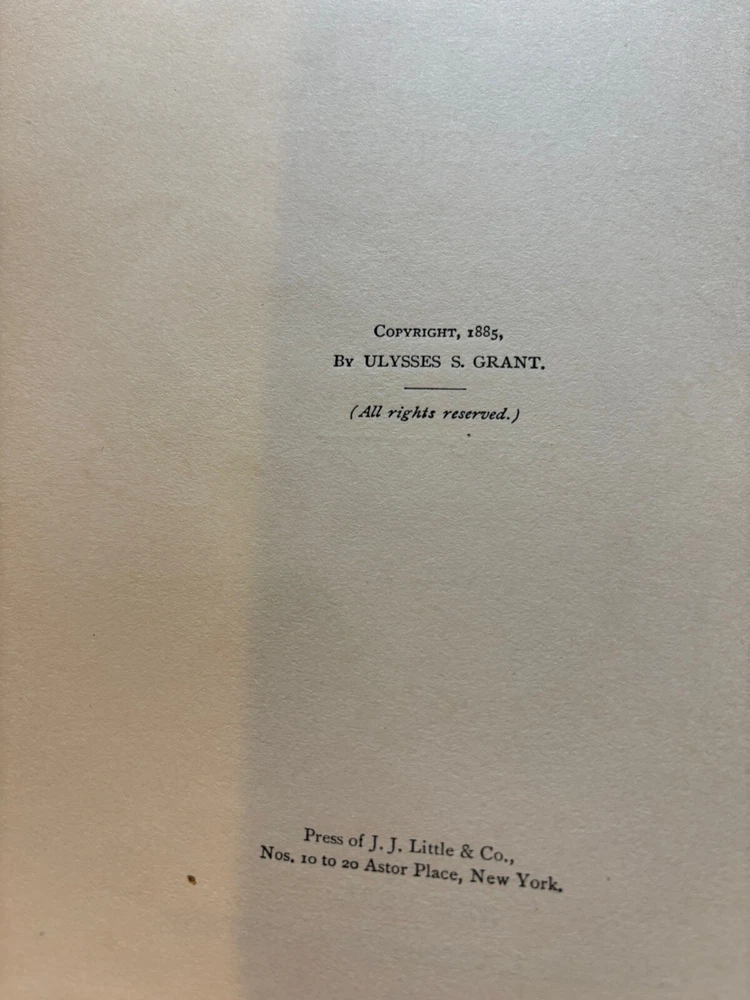 Copyright, 1885,
By ULYSSES S. GRANT.
(All rights reserved.)
Press of J. J. Little & Co.,
Nos. 10 to 20 Astor Place, New York.